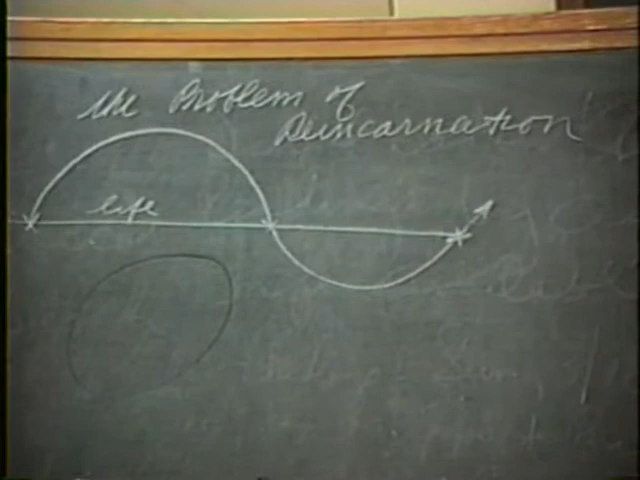 The Problem of
Reincarnation
life